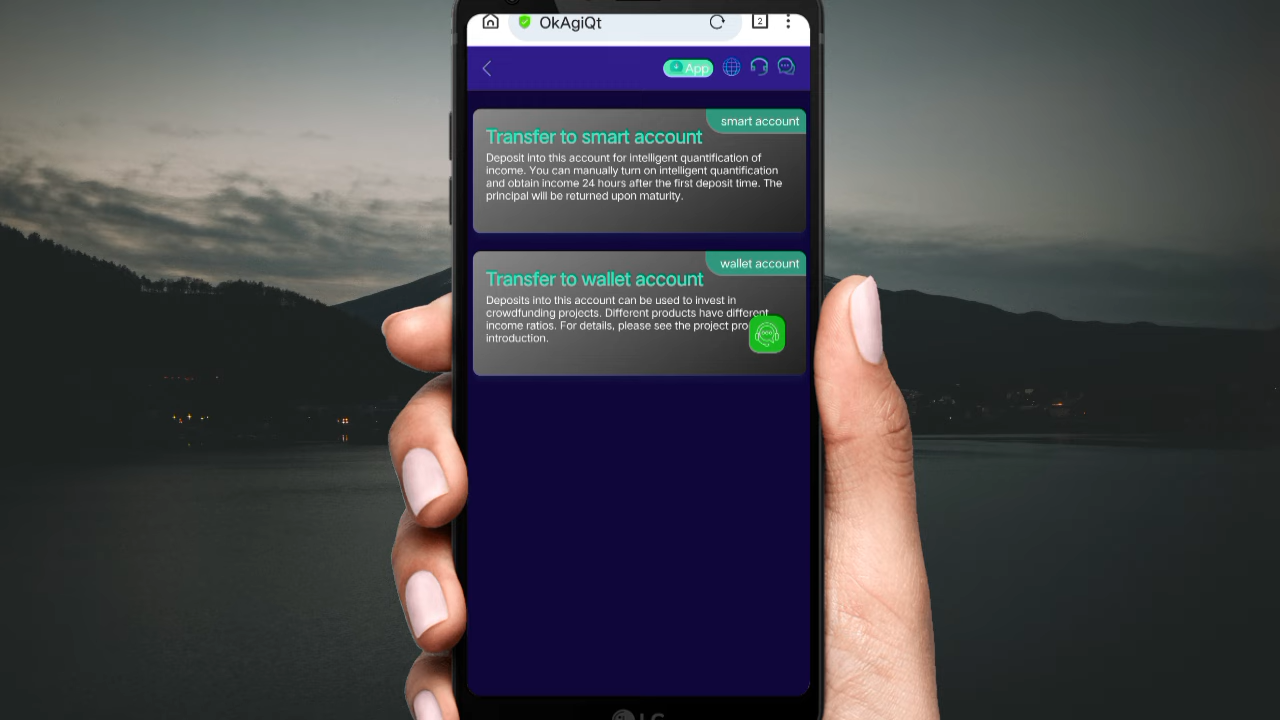 OkAgiQt
2
App
smart account
Transfer to smart account
Deposit into this account for intelligent quantification of
income. You can manually turn on intelligent quantification
and obtain income 24 hours after the first deposit time. The
principal will be returned upon maturity.
wallet account
Transfer to wallet account
Deposits into this account can be used to invest in
crowdfunding projects. Different products have different
income ratios. For details, please see the project
introduction.
LG